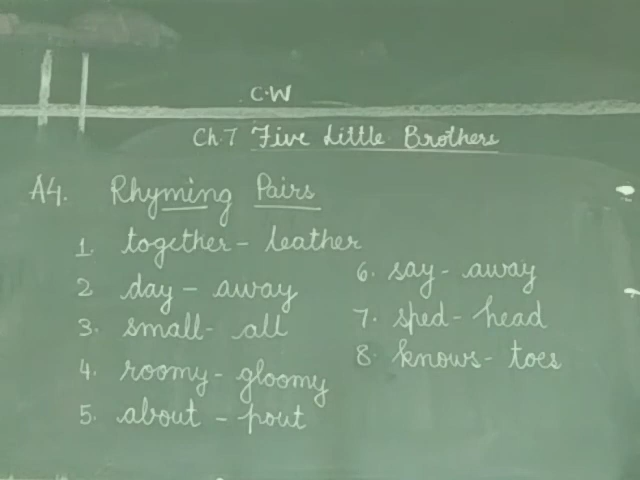 C.W
Ch.7 Five Little Brothers
A4. Rhyming Pairs
1. together - leather
2 day - away
3. small - all
4. roomy - gloomy
5. about - pout
6. say - away
7. sped - head
8. knows - toes